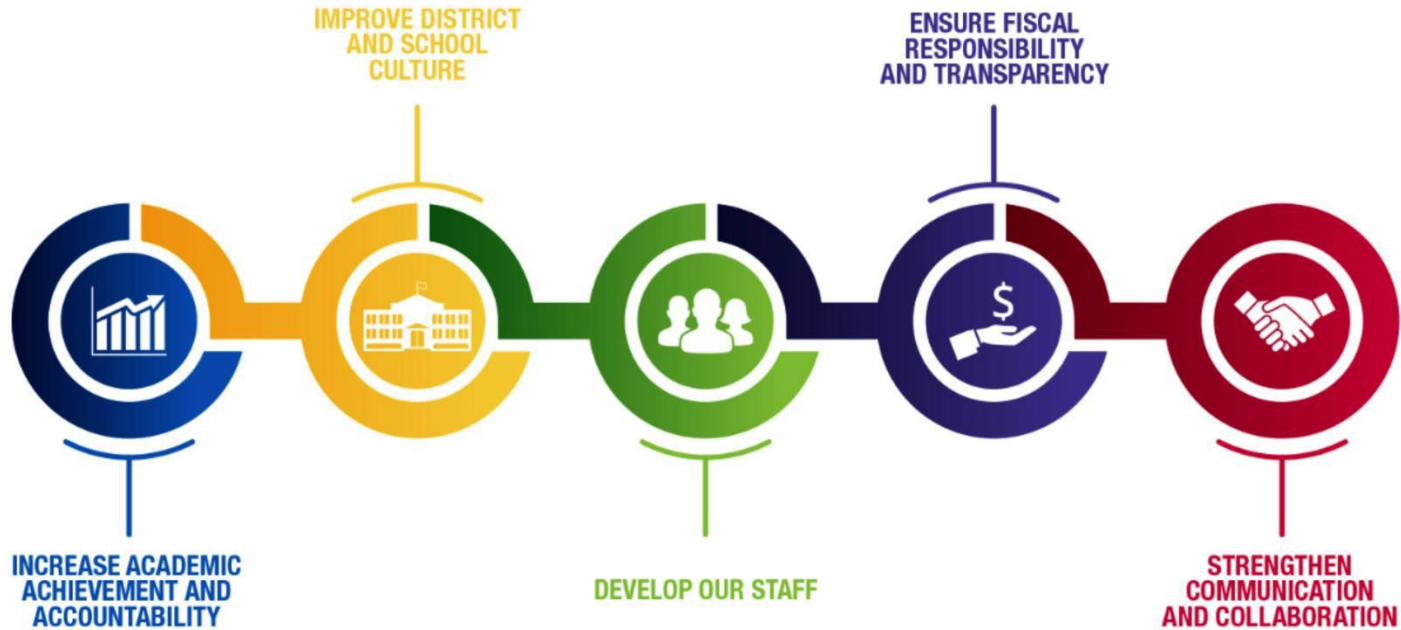 IMPROVE DISTRICT
AND SCHOOL
CULTURE
ENSURE FISCAL
RESPONSIBILITY
AND TRANSPARENCY
$
INCREASE ACADEMIC
ACHIEVEMENT AND
ACCOUNTABILITY
DEVELOP OUR STAFF
STRENGTHEN
COMMUNICATION
AND COLLABORATION